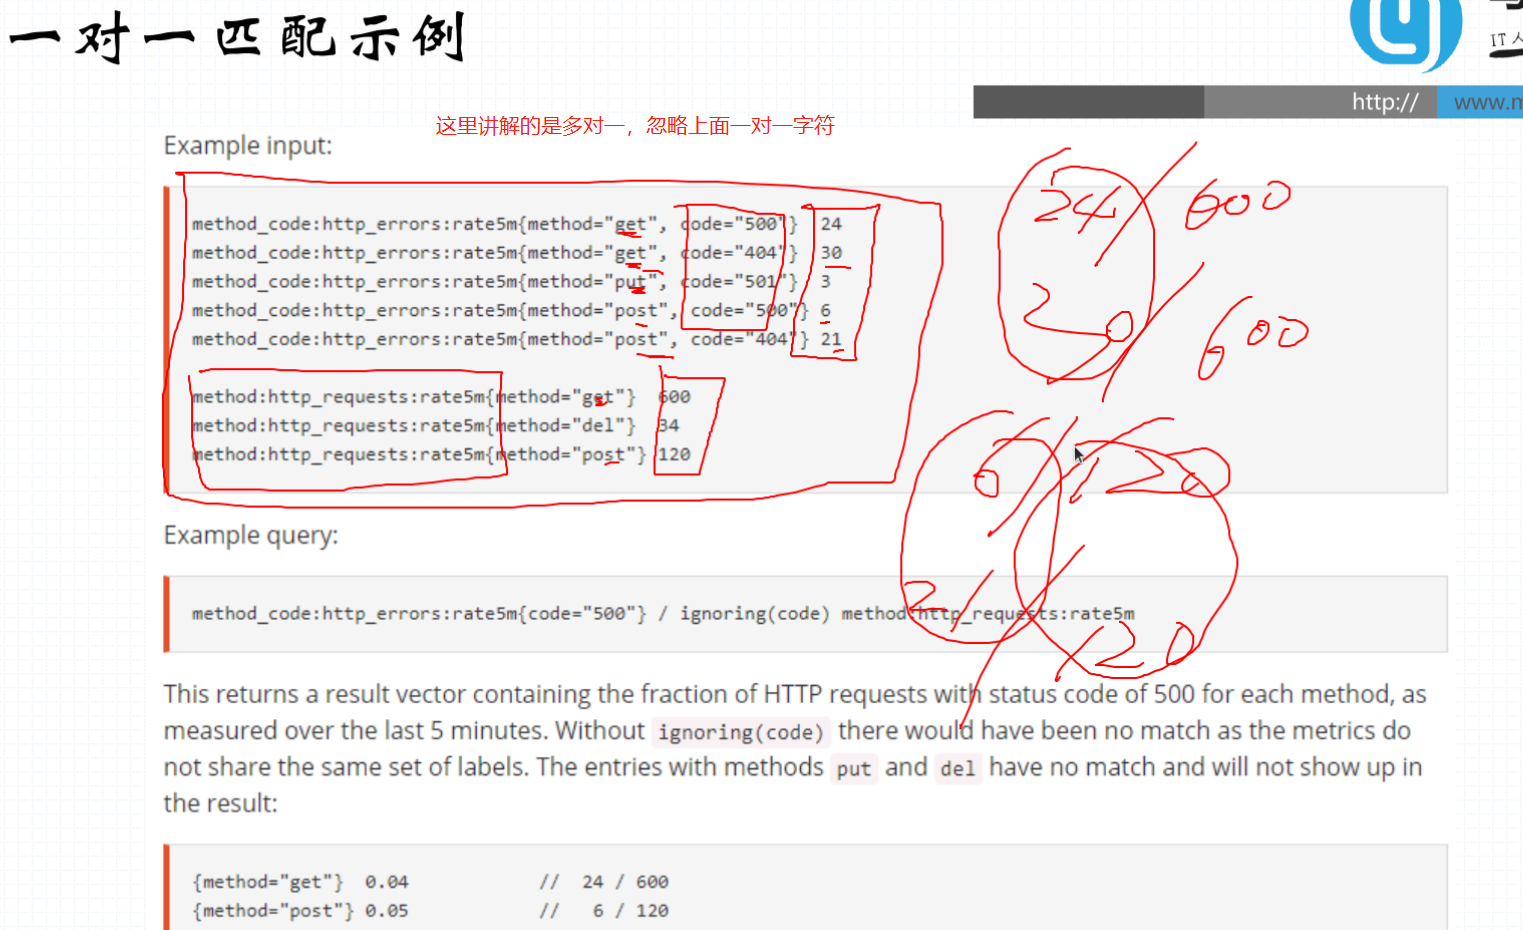 一对一匹配示例
IT人
http://
www.m
这里讲解的是多对一，忽略上面一对一字符
Example input:
method_code:http_errors:rate5m{method="get", code="500"} 24
method_code:http_errors:rate5m{method="get", code="404"} 30
method_code:http_errors:rate5m{method="put", code="501"} 3
method_code:http_errors:rate5m{method="post", code="500"} 6
method_code:http_errors:rate5m{method="post", code="404"} 21
method:http_requests:rate5m{method="get"} 600
method:http_requests:rate5m{method="del"} 34
method:http_requests:rate5m{method="post"} 120
24/600
600
120
120
Example query:
method_code:http_errors:rate5m{code="500"} / ignoring(code) method:http_requests:rate5m
This returns a result vector containing the fraction of HTTP requests with status code of 500 for each method, as
measured over the last 5 minutes. Without ignoring(code) there would have been no match as the metrics do
not share the same set of labels. The entries with methods put and del have no match and will not show up in
the result:
{method="get"} 0.04 // 24 / 600
{method="post"} 0.05 // 6 / 120